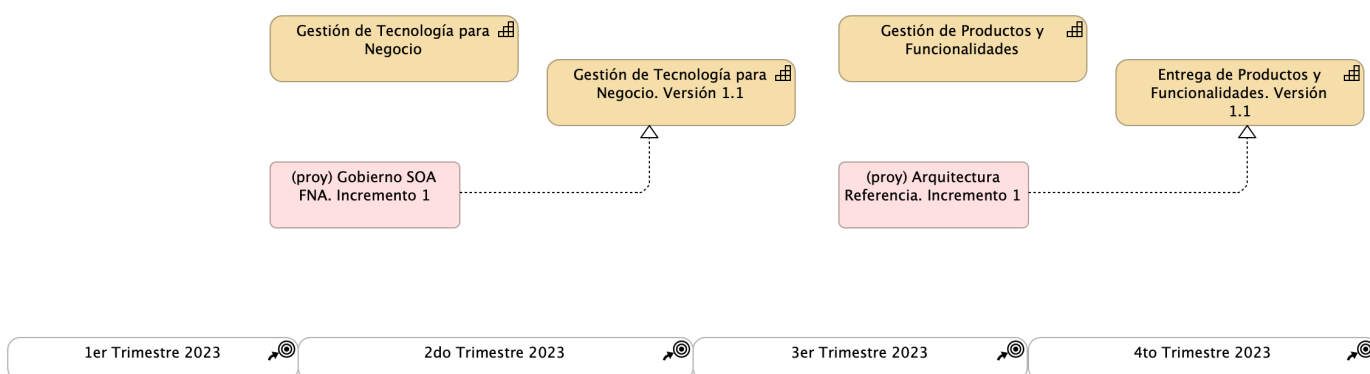 Gestión de Tecnología para
Negocio
Gestión de Productos y
Funcionalidades
Gestión de Tecnología para
Negocio. Versión 1.1
Entrega de Productos y
Funcionalidades. Versión
1.1
(proy) Gobierno SOA
FNA. Incremento 1
(proy) Arquitectura
Referencia. Incremento 1
1er Trimestre 2023
2do Trimestre 2023
3er Trimestre 2023
4to Trimestre 2023